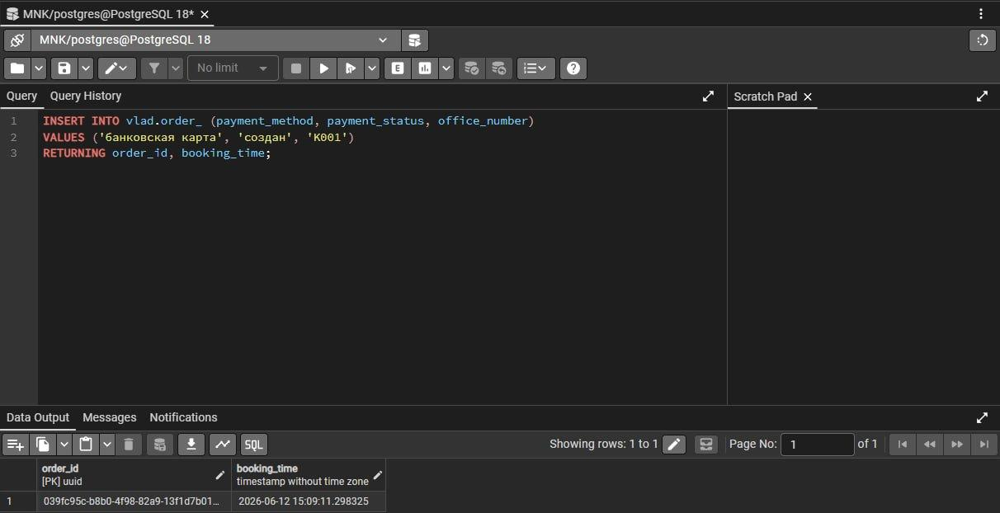 MNK/postgres@PostgreSQL 18*
MNK/postgres@PostgreSQL 18
No limit
E
Query Query History
Scratch Pad
1 INSERT INTO vlad.order_ (payment_method, payment_status, office_number)
2 VALUES ('банковская карта', 'создан', 'К001')
3 RETURNING order_id, booking_time;
Data Output Messages Notifications
SQL Showing rows: 1 to 1 Page No: 1 of 1
order_id booking_time
[PK] uuid timestamp without time zone
1 039fc95c-b8b0-4f98-82a9-13f1d7b01... 2026-06-12 15:09:11.298325